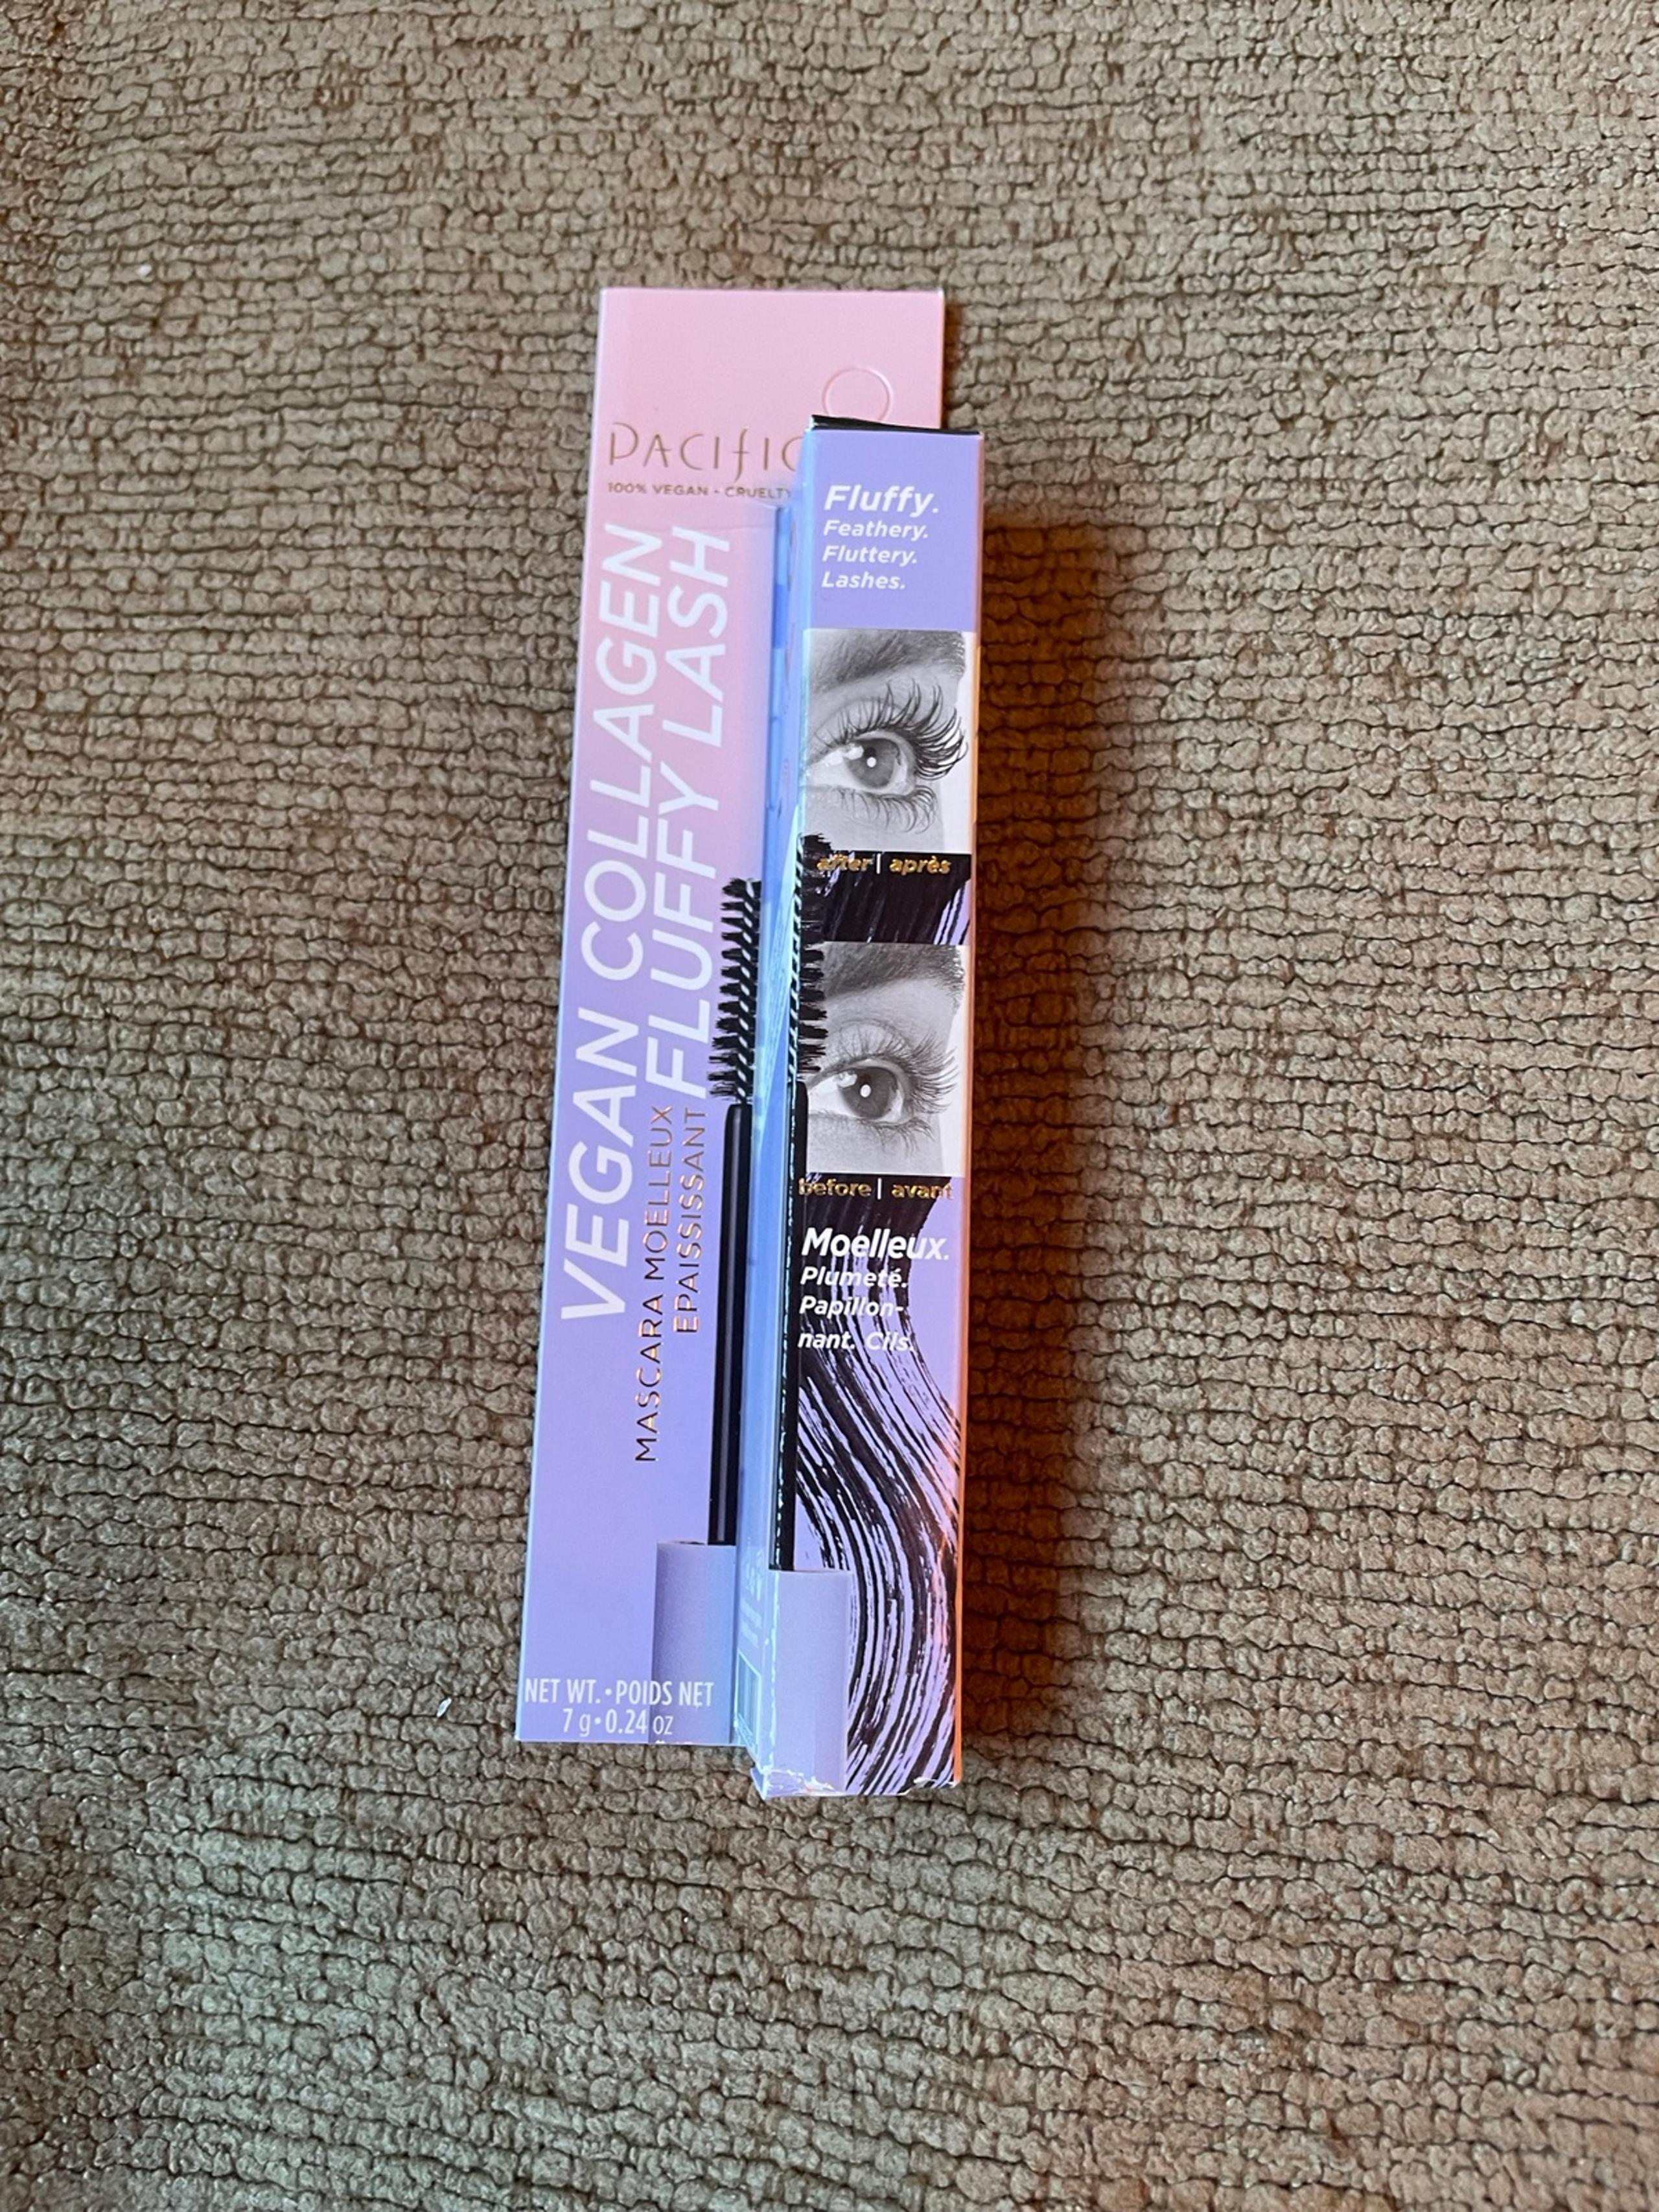 PACIFIC
100% VEGAN • CRUELTY
VEGAN COLLAGEN
FLUFFY LASH
MASCARA MOELLEUX
EPAISSISSANT
NET WT. • POIDS NET
7 g • 0.24 oz
Fluffy.
Feathery.
Fluttery.
Lashes.
after | après
before | avant
Moelleux.
Plumeté.
Papillon-
nant. Cils.